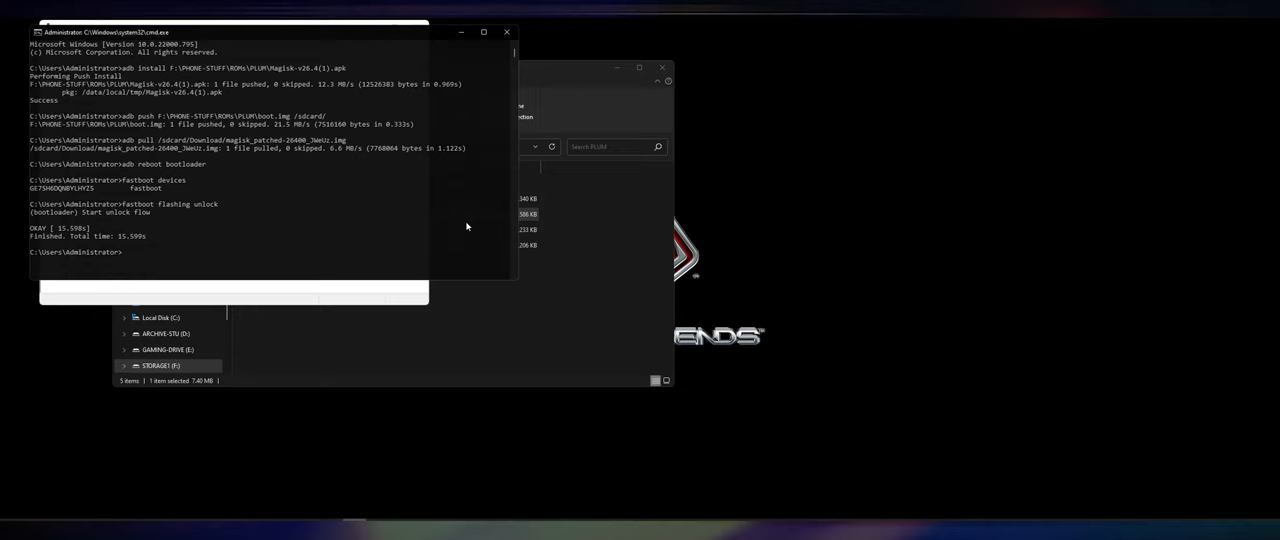 Administrator: C:\Windows\system32\cmd.exe
Microsoft Windows [Version 10.0.22000.795]
(c) Microsoft Corporation. All rights reserved.
C:\Users\Administrator>adb install F:\PHONE-STUFF\ROMs\PLUM\Magisk-v26.4(1).apk
Performing Push Install
F:\PHONE-STUFF\ROMs\PLUM\Magisk-v26.4(1).apk: 1 file pushed, 0 skipped. 12.3 MB/s (12526383 bytes in 0.969s)
pkg: /data/local/tmp/Magisk-v26.4(1).apk
Success
C:\Users\Administrator>adb push F:\PHONE-STUFF\ROMs\PLUM\boot.img /sdcard/
F:\PHONE-STUFF\ROMs\PLUM\boot.img: 1 file pushed, 0 skipped. 21.5 MB/s (7516160 bytes in 0.333s)
C:\Users\Administrator>adb pull /sdcard/Download/magisk_patched-26400_JWeUz.img
/sdcard/Download/magisk_patched-26400_JWeUz.img: 1 file pulled, 0 skipped. 6.6 MB/s (7768064 bytes in 1.122s)
C:\Users\Administrator>adb reboot bootloader
C:\Users\Administrator>fastboot devices
GE75H6DQNBYLHYZ5 fastboot
C:\Users\Administrator>fastboot flashing unlock
(bootloader) Start unlock flow
OKAY [ 15.598s]
Finished. Total time: 15.599s
C:\Users\Administrator>
ne
ection
Search PLUM
,340 KB
,586 KB
,233 KB
,206 KB
Local Disk (C:)
ARCHIVE-STU (D:)
GAMING-DRIVE (E:)
STORAGE1 (F:)
5 items 1 item selected 7.40 MB
ENDS™